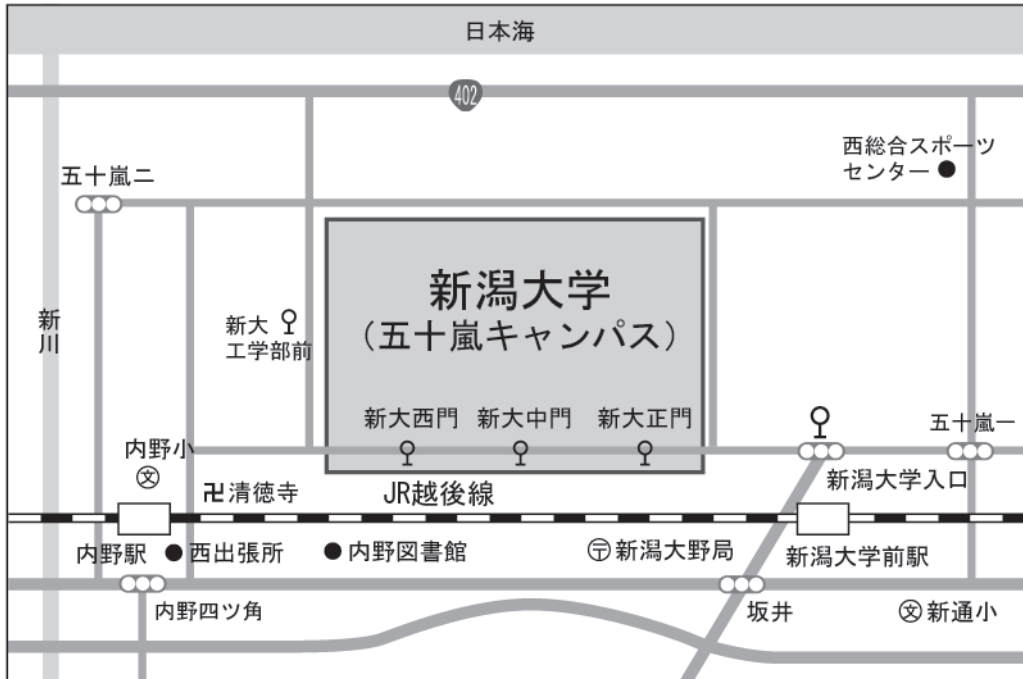 日本海
402
西総合スポーツ
センター
五十嵐二
新潟大学
(五十嵐キャンパス)
新川
新大
工学部前
新大西門
新大中門
新大正門
五十嵐一
内野小
文
新潟大学入口
卍清徳寺
JR越後線
内野駅
西出張所
内野図書館
〒新潟大野局
新潟大学前駅
内野四ツ角
坂井
文新通小